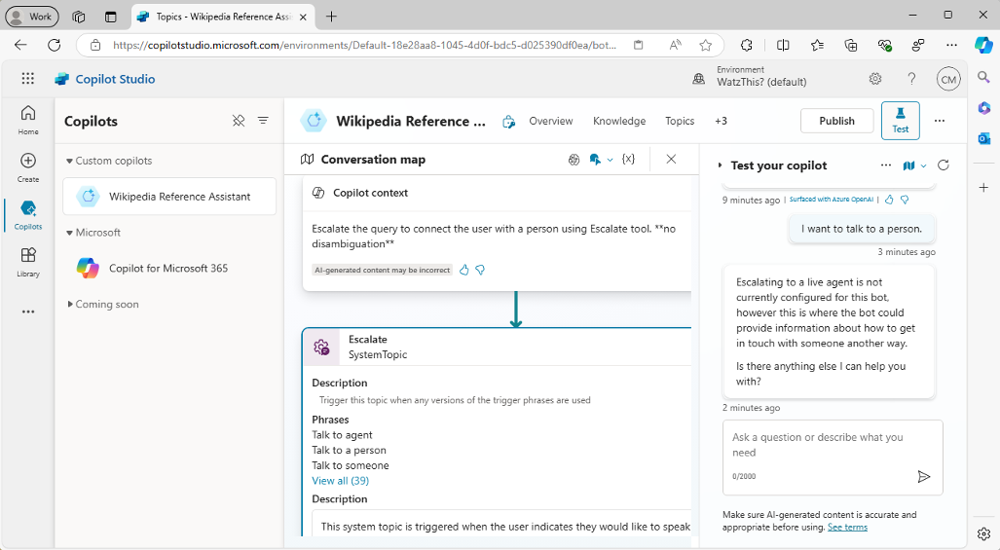 Work
Topics - Wikipedia Reference Assis
https://copilotstudio.microsoft.com/environments/Default-18e28aa8-1045-4d0f-bdc5-d025390df0ea/bot...
Copilot Studio
Environment
WatzThis? (default)
CM
Home
Create
Copilots
Library
Copilots
Custom copilots
Wikipedia Reference Assistant
Microsoft
Copilot for Microsoft 365
Coming soon
Wikipedia Reference ...
Overview
Knowledge
Topics
+3
Publish
Test
Conversation map
{x}
Copilot context
Escalate the query to connect the user with a person using Escalate tool. **no
disambiguation**
AI-generated content may be incorrect
Escalate
SystemTopic
Description
Trigger this topic when any versions of the trigger phrases are used
Phrases
Talk to agent
Talk to a person
Talk to someone
View all (39)
Description
This system topic is triggered when the user indicates they would like to speak
Test your copilot
9 minutes ago | Surfaced with Azure OpenAI |
I want to talk to a person.
3 minutes ago
Escalating to a live agent is not
currently configured for this bot,
however this is where the bot could
provide information about how to get
in touch with someone another way.
Is there anything else I can help you
with?
2 minutes ago
Ask a question or describe what you
need
0/2000
Make sure AI-generated content is accurate and
appropriate before using. See terms